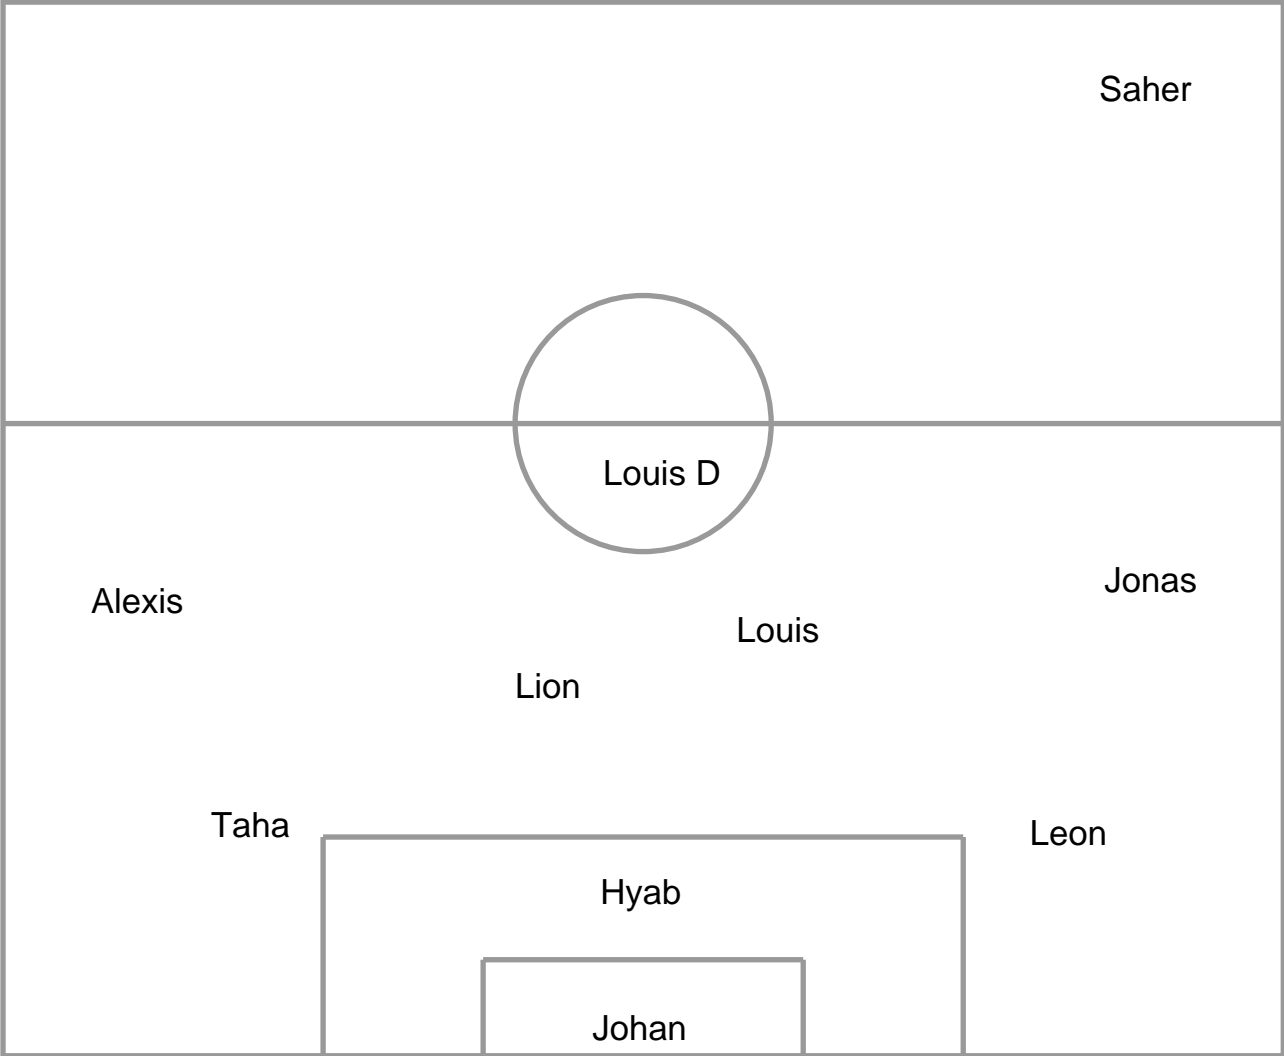 Saher
Louis D
Jonas
Alexis
Louis
Lion
Taha
Leon
Hyab
Johan